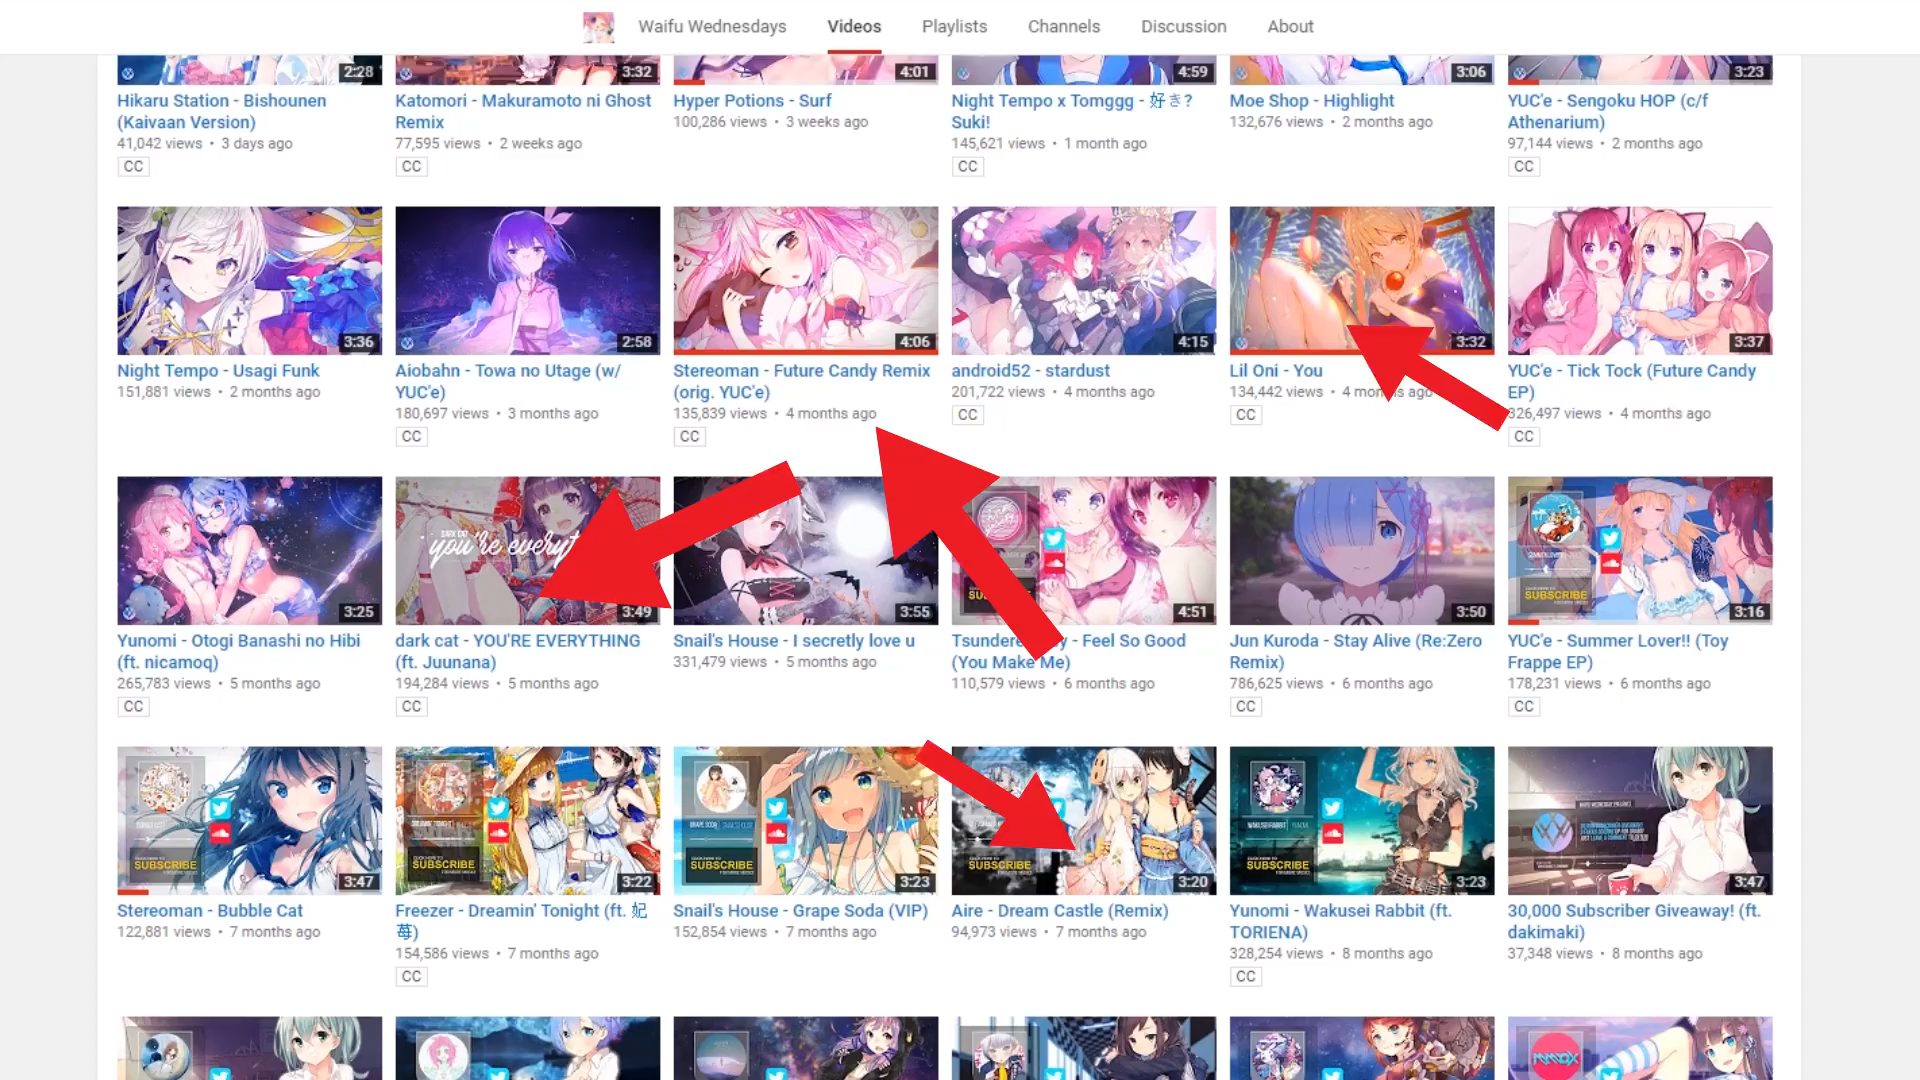 Waifu Wednesdays Videos Playlists Channels Discussion About
2:28
3:32
4:01
4:59
3:06
3:23
Hikaru Station - Bishounen
(Kaivaan Version)
41,042 views • 3 days ago
CC
Katomori - Makuramoto ni Ghost
Remix
77,595 views • 2 weeks ago
CC
Hyper Potions - Surf
100,286 views • 3 weeks ago
Night Tempo x Tomggg - 好き?
Suki!
145,621 views • 1 month ago
CC
Moe Shop - Highlight
132,676 views • 2 months ago
YUC'e - Sengoku HOP (c/f
Athenarium)
97,144 views • 2 months ago
CC
3:36
Night Tempo - Usagi Funk
151,881 views • 2 months ago
2:58
Aiobahn - Towa no Utage (w/
YUC'e)
180,697 views • 3 months ago
CC
4:06
Stereoman - Future Candy Remix
(orig. YUC'e)
135,839 views • 4 months ago
CC
4:15
android52 - stardust
201,722 views • 4 months ago
CC
3:32
Lil Oni - You
134,442 views • 4 months ago
CC
3:37
YUC'e - Tick Tock (Future Candy
EP)
326,497 views • 4 months ago
CC
3:25
Yunomi - Otogi Banashi no Hibi
(ft. nicamoq)
265,783 views • 5 months ago
CC
you're everyt
3:49
dark cat - YOU'RE EVERYTHING
(ft. Juunana)
194,284 views • 5 months ago
CC
3:55
Snail's House - I secretly love u
331,479 views • 5 months ago
4:51
Tsundere - Feel So Good
(You Make Me)
110,579 views • 6 months ago
3:50
Jun Kuroda - Stay Alive (Re:Zero
Remix)
786,625 views • 6 months ago
CC
SUBSCRIBE
3:16
YUC'e - Summer Lover!! (Toy
Frappe EP)
178,231 views • 6 months ago
CC
SUBSCRIBE
3:47
Stereoman - Bubble Cat
122,881 views • 7 months ago
SUBSCRIBE
3:22
Freezer - Dreamin' Tonight (ft. 妃
苺)
154,586 views • 7 months ago
CC
SUBSCRIBE
3:23
Snail's House - Grape Soda (VIP)
152,854 views • 7 months ago
SUBSCRIBE
3:20
Aire - Dream Castle (Remix)
94,973 views • 7 months ago
SUBSCRIBE
3:23
Yunomi - Wakusei Rabbit (ft.
TORIENA)
328,254 views • 8 months ago
CC
3:47
30,000 Subscriber Giveaway! (ft.
dakimaki)
37,348 views • 8 months ago